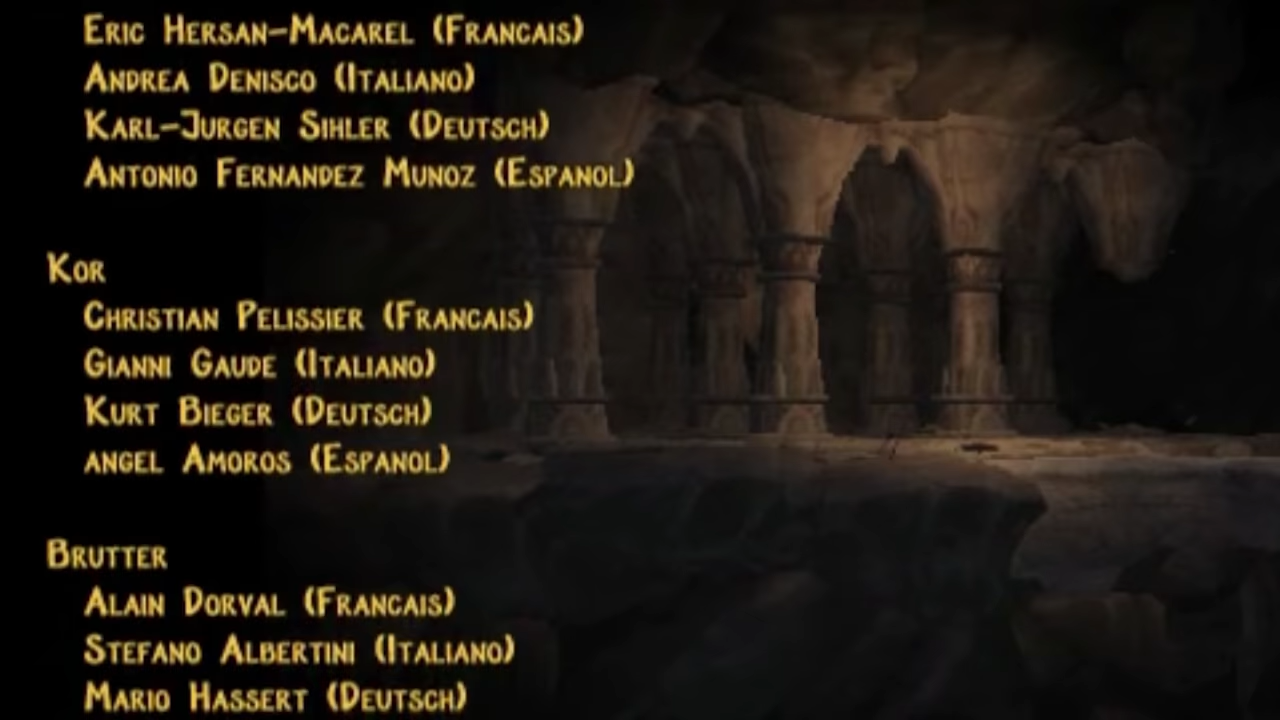 Eric Hersan-Macarel (Francais)
Andrea Denisco (Italiano)
Karl-Jurgen Sihler (Deutsch)
Antonio Fernandez Munoz (Espanol)
Kor
Christian Pelissier (Francais)
Gianni Gaude (Italiano)
Kurt Bieger (Deutsch)
angel Amoros (Espanol)
Brutter
Alain Dorval (Francais)
Stefano Albertini (Italiano)
Mario Hassert (Deutsch)